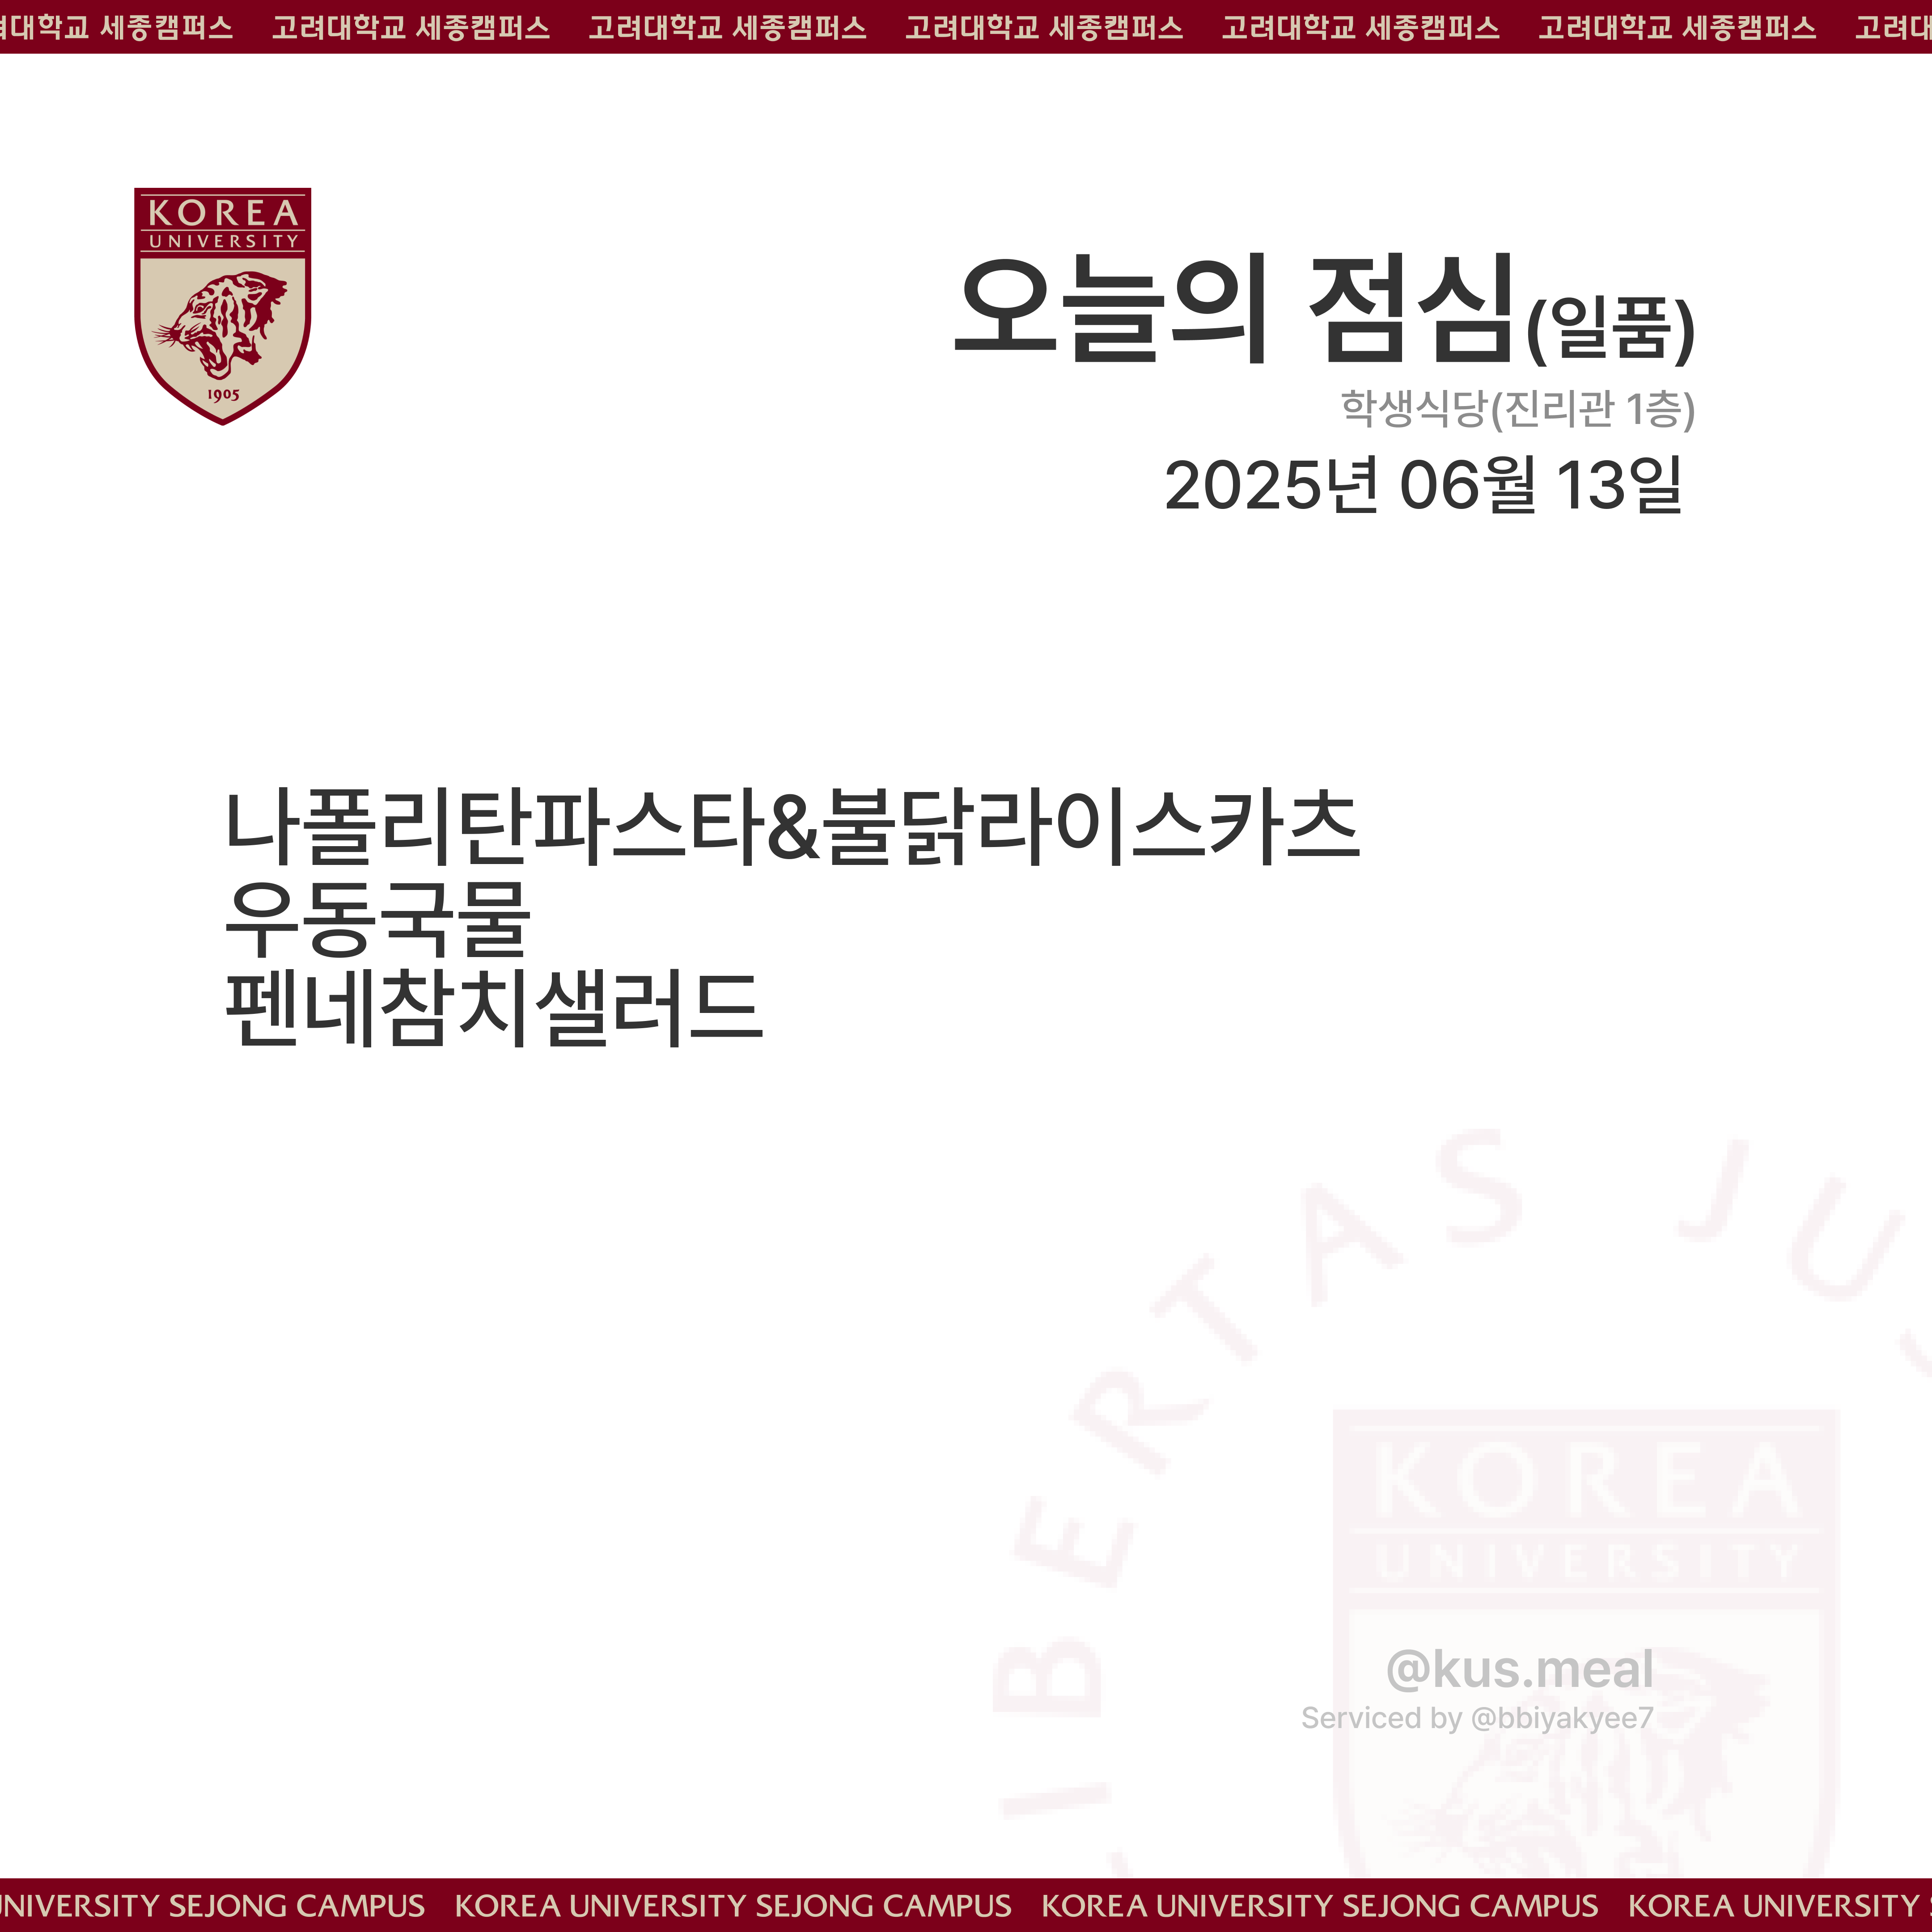 대학교 세종캠퍼스 고려대학교 세종캠퍼스 고려대학교 세종캠퍼스 고려대학교 세종캠퍼스 고려대학교 세종캠퍼스 고려대학교 세종캠퍼스 고려대
KOREA
UNIVERSITY
1905
오늘의 점심(일품)
학생식당(진리관 1층)
2025년 06월 13일
나폴리탄파스타&불닭라이스카츠
우동국물
펜네참치샐러드
IBERTAS JU
KOREA
UNIVERSITY
@kus.meal
Serviced by @bbiyakyee7
NIVERSITY SEJONG CAMPUS KOREA UNIVERSITY SEJONG CAMPUS KOREA UNIVERSITY SEJONG CAMPUS KOREA UNIVERSITY